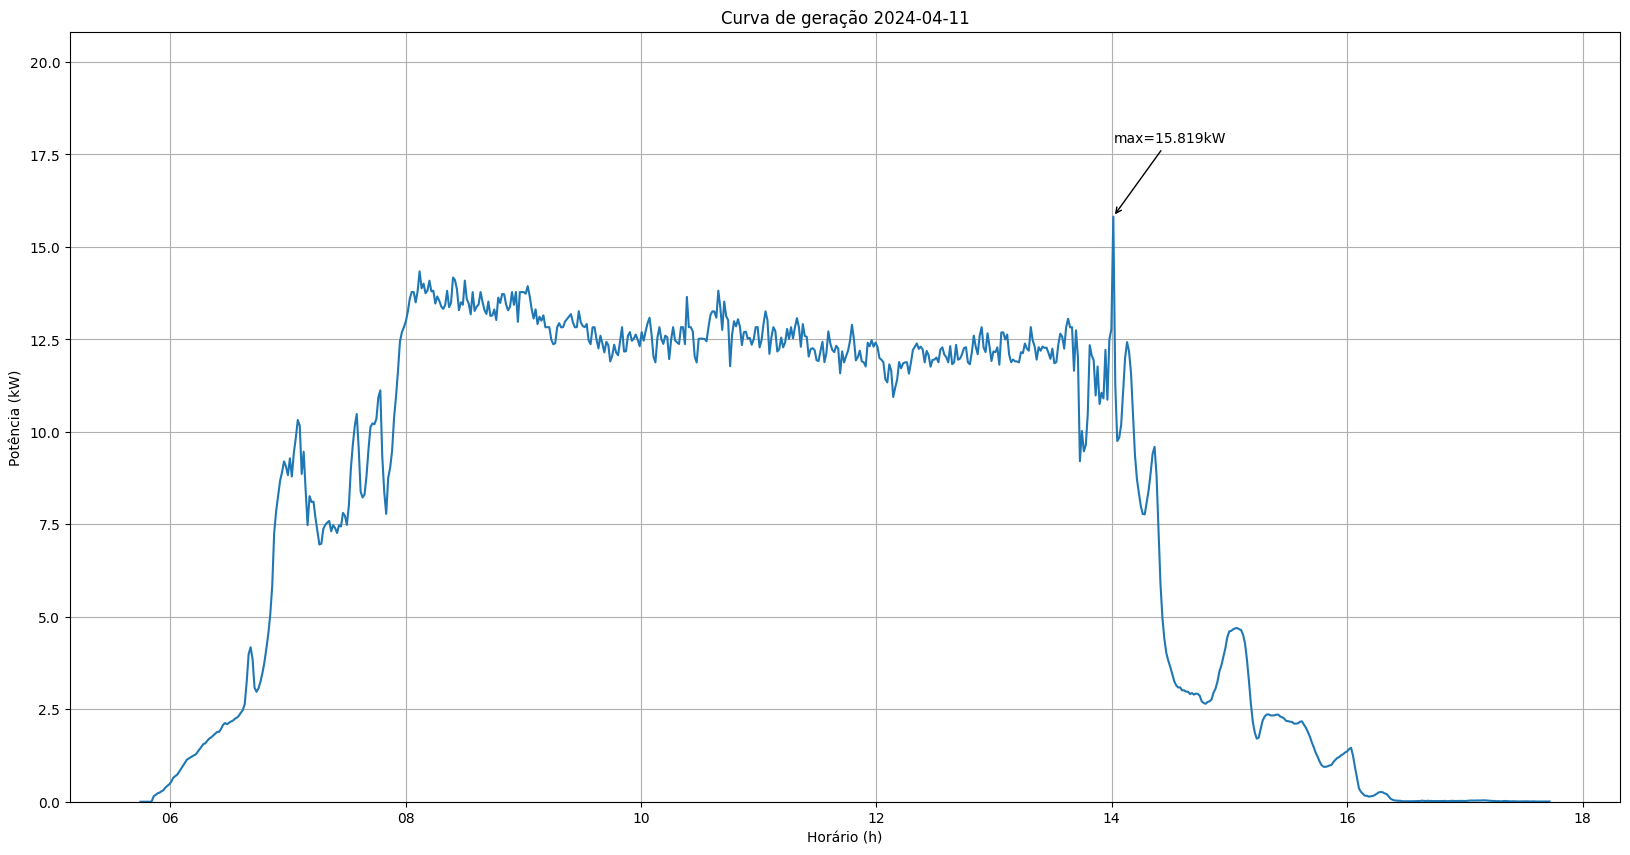 Curva de geração 2024-04-11
20.0
17.5
15.0
12.5
10.0
7.5
5.0
2.5
0.0
Potência (kW)
max=15.819kW
06 08 10 12 14 16 18
Horário (h)